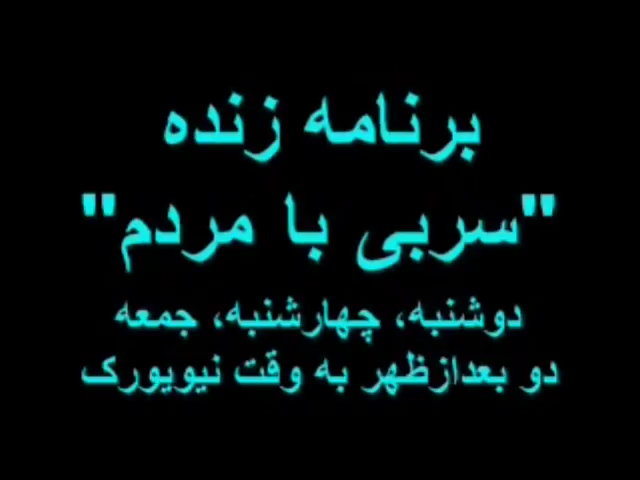 برنامه زنده
"سربی با مردم"
دوشنبه، چهارشنبه، جمعه
دو بعدازظهر به وقت نیویورک